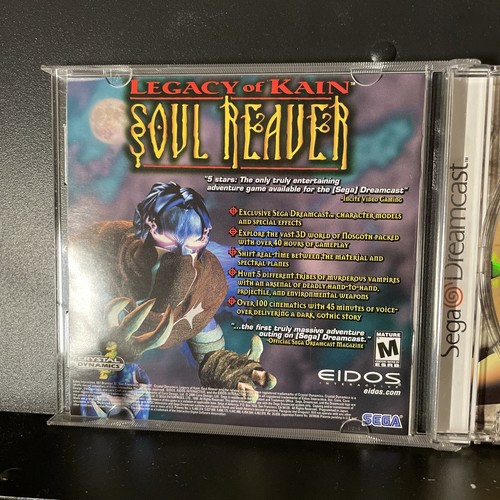 LEGACY of KAIN™
SOUL REAVER
"5 stars: The only truly entertaining
adventure game available for the [Sega] Dreamcast"
-INCITE VIDEO GAMING
EXCLUSIVE SEGA DREAMCAST™ CHARACTER MODELS
AND SPECIAL EFFECTS
EXPLORE THE VAST 3D WORLD OF NOSGOTH PACKED
WITH OVER 40 HOURS OF GAMEPLAY
SHIFT REAL-TIME BETWEEN THE MATERIAL AND
SPECTRAL PLANES
HUNT 5 DIFFERENT TRIBES OF MURDEROUS VAMPIRES
WITH AN ARSENAL OF DEADLY HAND-TO-HAND,
PROJECTILE, AND ENVIRONMENTAL WEAPONS
OVER 100 CINEMATICS WITH 45 MINUTES OF VOICE-
OVER DELIVERING A DARK, GOTHIC STORY
"...the first truly massive adventure
outing on [Sega] Dreamcast."
-OFFICIAL SEGA DREAMCAST MAGAZINE
MATURE
M
ESRB
CRYSTAL
DYNAMICS
EIDOS
INTERACTIVE
eidos.com
SEGA
Sega Dreamcast™